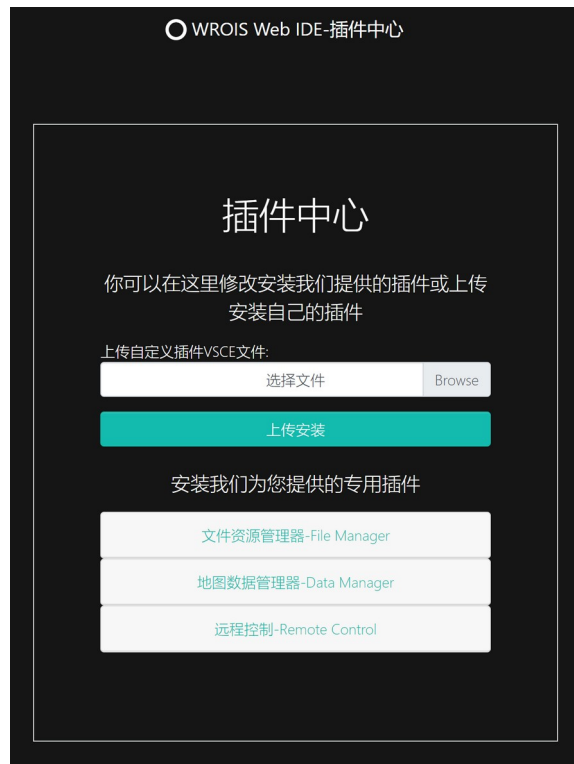 WROIS Web IDE-插件中心
插件中心
你可以在这里修改安装我们提供的插件或上传
安装自己的插件
上传自定义插件VSCE文件:
选择文件 Browse
上传安装
安装我们为您提供的专用插件
文件资源管理器-File Manager
地图数据管理器-Data Manager
远程控制-Remote Control